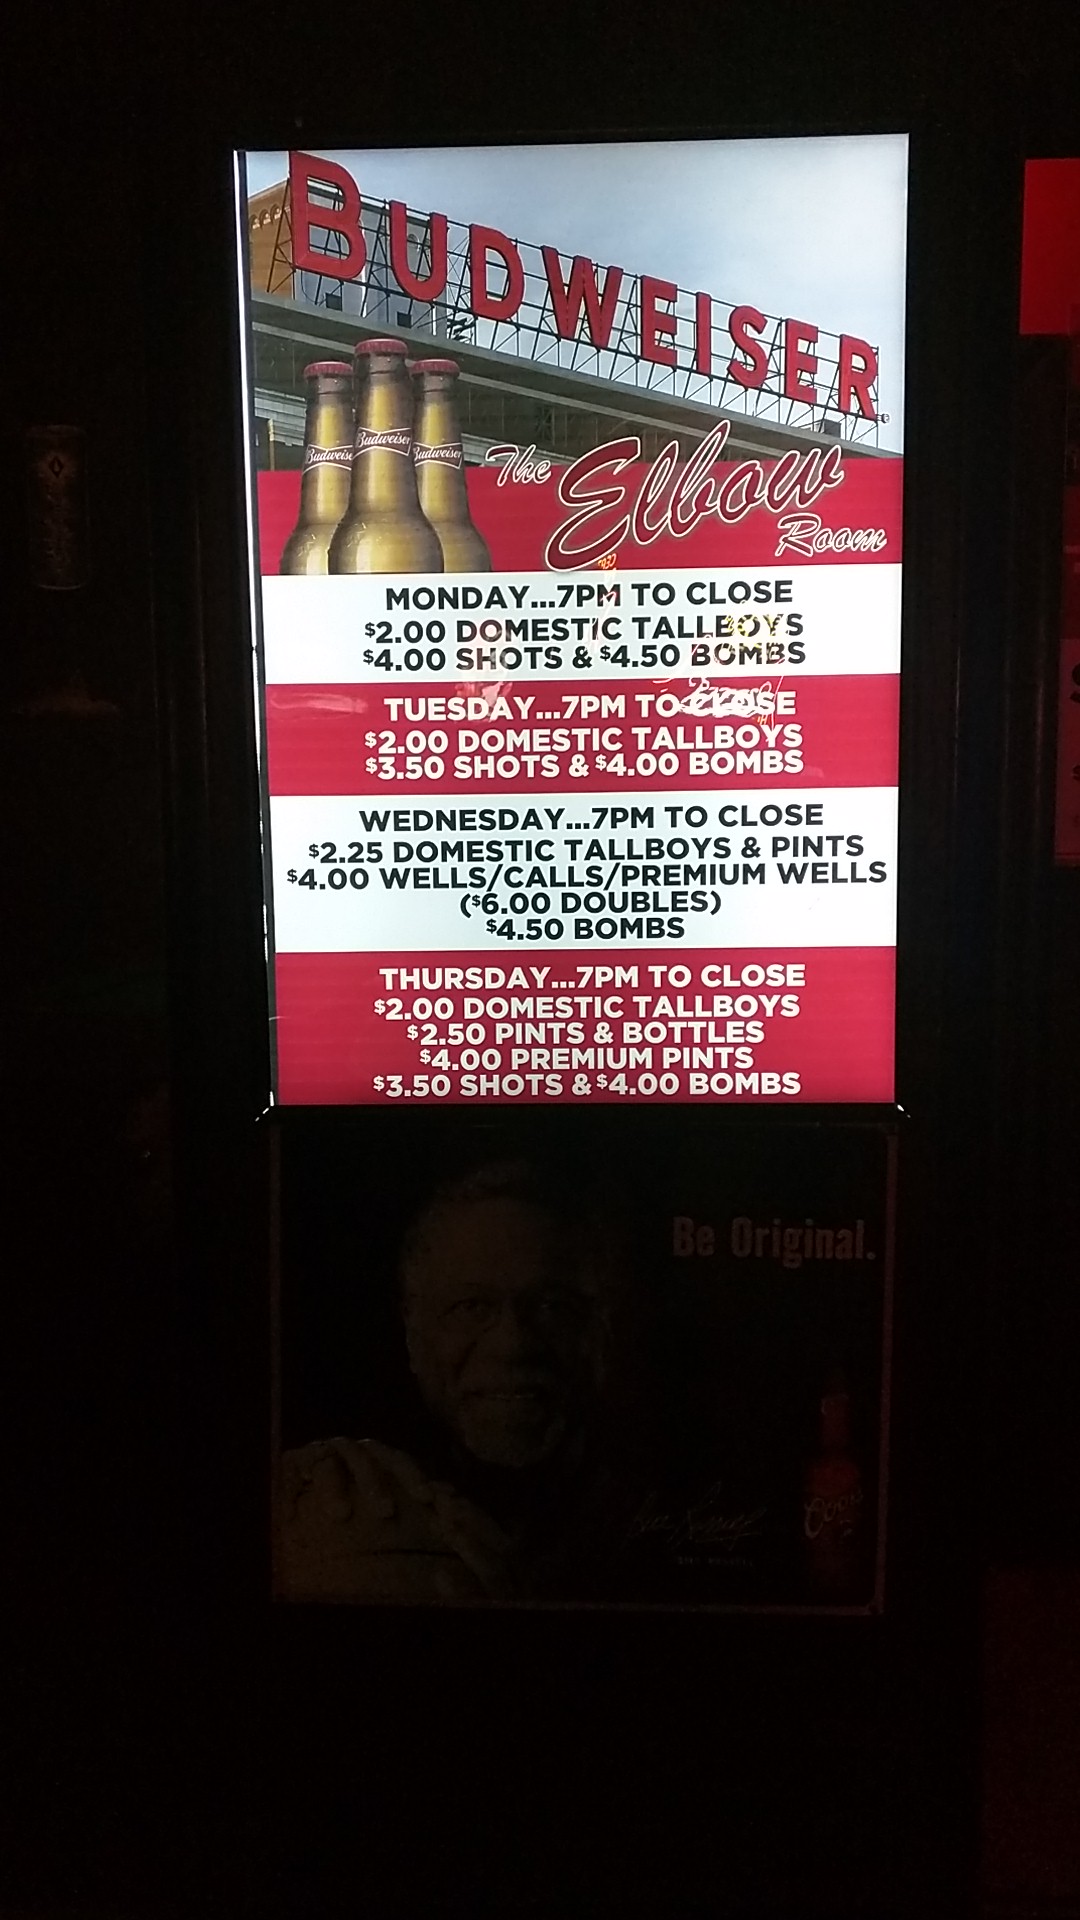 BUDWEISER
Budweiser Budweiser Budweiser
The Elbow
Room
MONDAY...7PM TO CLOSE
$2.00 DOMESTIC TALLBOYS
$4.00 SHOTS & $4.50 BOMBS
TUESDAY...7PM TO CLOSE
$2.00 DOMESTIC TALLBOYS
$3.50 SHOTS & $4.00 BOMBS
WEDNESDAY...7PM TO CLOSE
$2.25 DOMESTIC TALLBOYS & PINTS
$4.00 WELLS/CALLS/PREMIUM WELLS
($6.00 DOUBLES)
$4.50 BOMBS
THURSDAY...7PM TO CLOSE
$2.00 DOMESTIC TALLBOYS
$2.50 PINTS & BOTTLES
$4.00 PREMIUM PINTS
$3.50 SHOTS & $4.00 BOMBS
Be Original.
Coors